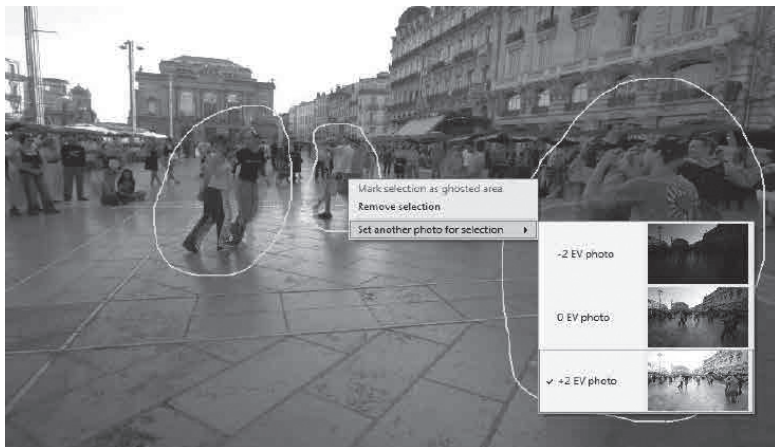 Mark selection as ghosted area
Remove selection
Set another photo for selection
-2 EV photo
0 EV photo
+2 EV photo